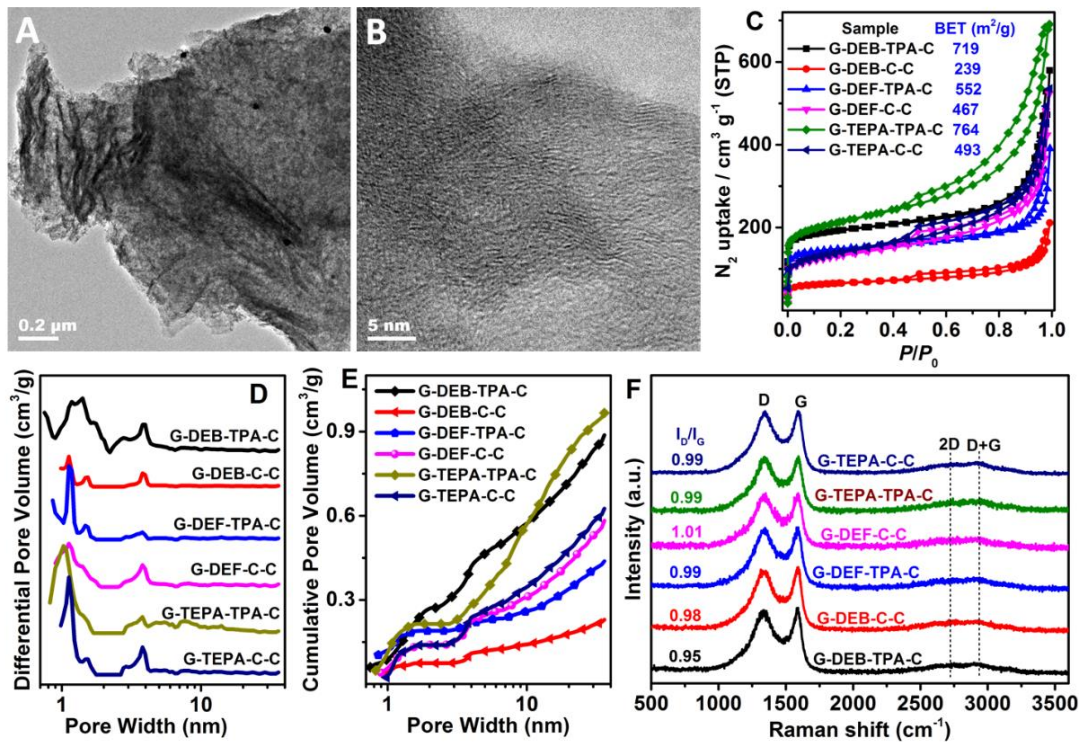 A
0.2 µm
B
5 nm
C
Sample BET (m²/g)
G-DEB-TPA-C 719
G-DEB-C-C 239
G-DEF-TPA-C 552
G-DEF-C-C 467
G-TEPA-TPA-C 764
G-TEPA-C-C 493
N₂ uptake / cm³ g⁻¹ (STP)
600
400
200
0.0 0.2 0.4 0.6 0.8 1.0
P/P₀
D
Differential Pore Volume (cm³/g)
G-DEB-TPA-C
G-DEB-C-C
G-DEF-TPA-C
G-DEF-C-C
G-TEPA-TPA-C
G-TEPA-C-C
1 10
Pore Width (nm)
E
Cumulative Pore Volume (cm³/g)
0.9
0.6
0.3
G-DEB-TPA-C
G-DEB-C-C
G-DEF-TPA-C
G-DEF-C-C
G-TEPA-TPA-C
G-TEPA-C-C
1 10
Pore Width (nm)
F
Intensity (a.u.)
D G
2D D+G
I_D/I_G
0.99 G-TEPA-C-C
0.99 G-TEPA-TPA-C
1.01 G-DEF-C-C
0.99 G-DEF-TPA-C
0.98 G-DEB-C-C
0.95 G-DEB-TPA-C
500 1000 1500 2000 2500 3000 3500
Raman shift (cm⁻¹)